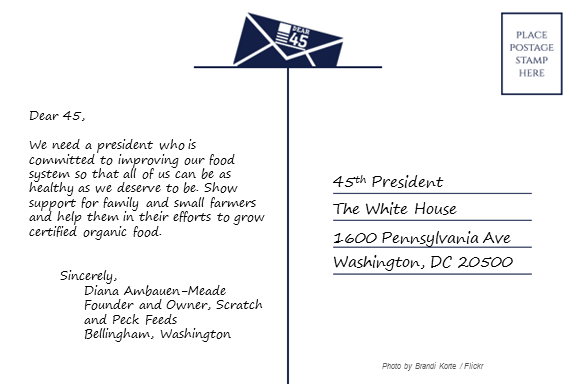 DEAR
45
PLACE
POSTAGE
STAMP
HERE
Dear 45,
We need a president who is
committed to improving our food
system so that all of us can be as
healthy as we deserve to be. Show
support for family and small farmers
and help them in their efforts to grow
certified organic food.
Sincerely,
Diana Ambauen-Meade
Founder and Owner, Scratch
and Peck Feeds
Bellingham, Washington
45th President
The White House
1600 Pennsylvania Ave
Washington, DC 20500
Photo by Brandi Korte / Flickr